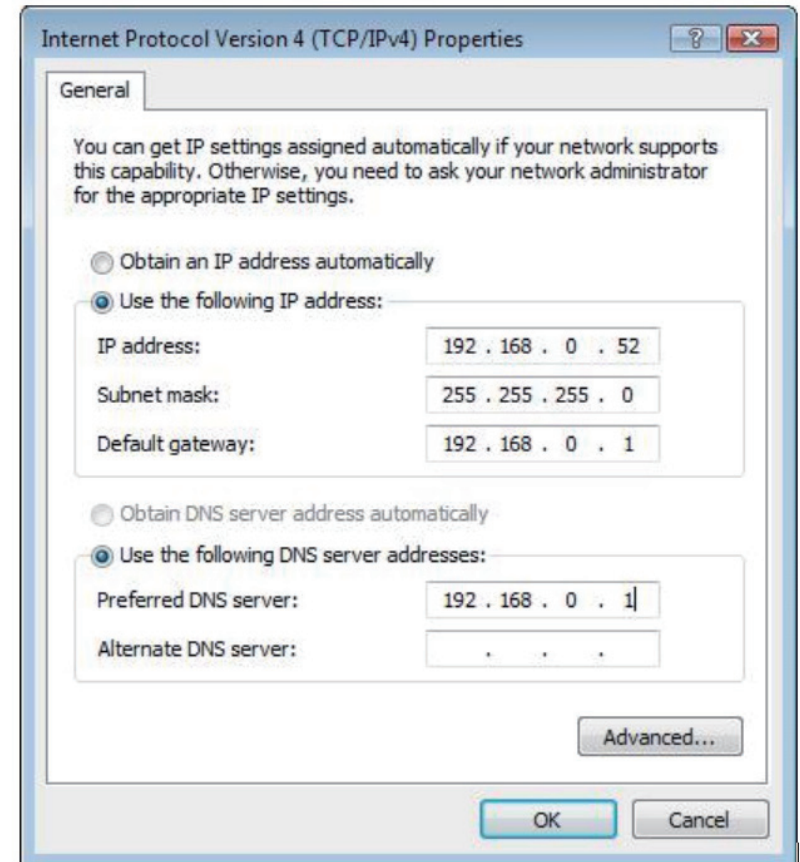 Internet Protocol Version 4 (TCP/IPv4) Properties
General
You can get IP settings assigned automatically if your network supports
this capability. Otherwise, you need to ask your network administrator
for the appropriate IP settings.
Obtain an IP address automatically
Use the following IP address:
IP address: 192 . 168 . 0 . 52
Subnet mask: 255 . 255 . 255 . 0
Default gateway: 192 . 168 . 0 . 1
Obtain DNS server address automatically
Use the following DNS server addresses:
Preferred DNS server: 192 . 168 . 0 . 1
Alternate DNS server: . . .
Advanced...
OK Cancel